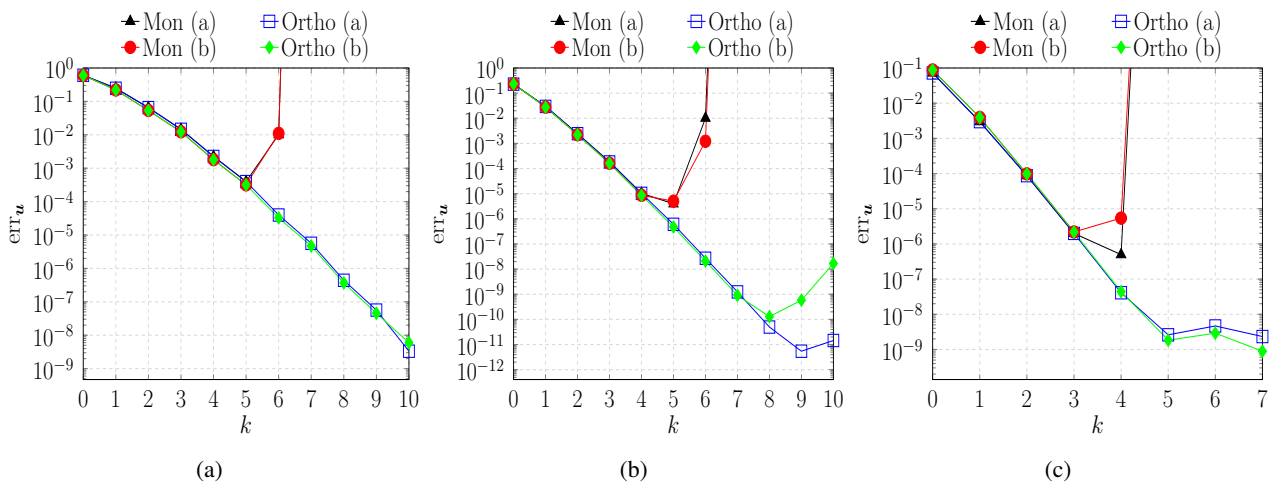 Mon (a) Ortho (a)
Mon (b) Ortho (b)
10^0
10^-1
10^-2
10^-3
10^-4
10^-5
10^-6
10^-7
10^-8
10^-9
err_u
0 1 2 3 4 5 6 7 8 9 10
k
(a)
Mon (a) Ortho (a)
Mon (b) Ortho (b)
10^0
10^-1
10^-2
10^-3
10^-4
10^-5
10^-6
10^-7
10^-8
10^-9
10^-10
10^-11
10^-12
err_u
0 1 2 3 4 5 6 7 8 9 10
k
(b)
Mon (a) Ortho (a)
Mon (b) Ortho (b)
10^-1
10^-2
10^-3
10^-4
10^-5
10^-6
10^-7
10^-8
10^-9
err_u
0 1 2 3 4 5 6 7
k
(c)